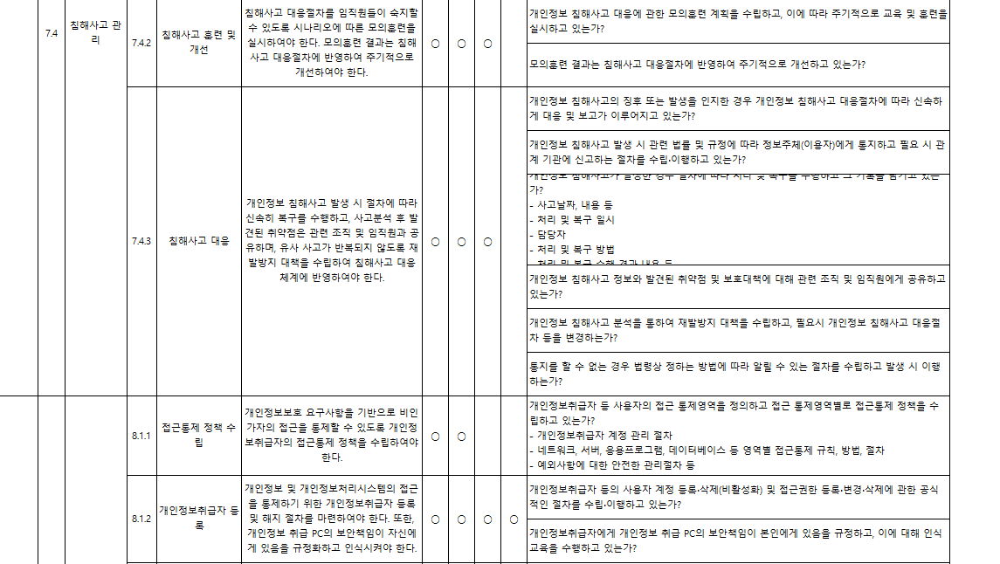 7.4
침해사고 관
리
7.4.2
침해사고 훈련 및
개선
침해사고 대응절차를 임직원들이 숙지할
수 있도록 시나리오에 따른 모의훈련을
실시하여야 한다. 모의훈련 결과는 침해
사고 대응절차에 반영하여 주기적으로
개선하여야 한다.
○ ○ ○
개인정보 침해사고 대응에 관한 모의훈련 계획을 수립하고, 이에 따라 주기적으로 교육 및 훈련을
실시하고 있는가?
모의훈련 결과는 침해사고 대응절차에 반영하여 주기적으로 개선하고 있는가?
7.4.3
침해사고 대응
개인정보 침해사고 발생 시 절차에 따라
신속히 복구를 수행하고, 사고분석 후 발
견된 취약점은 관련 조직 및 임직원과 공
유하며, 유사 사고가 반복되지 않도록 재
발방지 대책을 수립하여 침해사고 대응
체계에 반영하여야 한다.
○ ○ ○
개인정보 침해사고의 징후 또는 발생을 인지한 경우 개인정보 침해사고 대응절차에 따라 신속하
게 대응 및 보고가 이루어지고 있는가?
개인정보 침해사고 발생 시 관련 법률 및 규정에 따라 정보주체(이용자)에게 통지하고 필요 시 관
계 기관에 신고하는 절차를 수립·이행하고 있는가?
개인정보 침해사고가 발생한 경우 절차에 따라 처리 및 복구를 수행하고 그 기록을 남기고 있는
가?
- 사고날짜, 내용 등
- 처리 및 복구 일시
- 담당자
- 처리 및 복구 방법
- 처리 및 복구 수행 경과 내용 등
개인정보 침해사고 정보와 발견된 취약점 및 보호대책에 대해 관련 조직 및 임직원에게 공유하고
있는가?
개인정보 침해사고 분석을 통하여 재발방지 대책을 수립하고, 필요시 개인정보 침해사고 대응절
차 등을 변경하는가?
통지를 할 수 없는 경우 법령상 정하는 방법에 따라 알릴 수 있는 절차를 수립하고 발생 시 이행
하는가?
8.1.1
접근통제 정책 수
립
개인정보보호 요구사항을 기반으로 비인
가자의 접근을 통제할 수 있도록 개인정
보취급자의 접근통제 정책을 수립하여야
한다.
○ ○
개인정보취급자 등 사용자의 접근 통제영역을 정의하고 접근 통제영역별로 접근통제 정책을 수
립하고 있는가?
- 개인정보취급자 계정 관리 절차
- 네트워크, 서버, 응용프로그램, 데이터베이스 등 영역별 접근통제 규칙, 방법, 절차
- 예외사항에 대한 안전한 관리절차 등
8.1.2
개인정보취급자 등
록
개인정보 및 개인정보처리시스템의 접근
을 통제하기 위한 개인정보취급자 등록
및 해지 절차를 마련하여야 한다. 또한,
개인정보 취급 PC의 보안책임이 자신에
게 있음을 규정화하고 인식시켜야 한다.
○ ○ ○ ○
개인정보취급자 등의 사용자 계정 등록·삭제(비활성화) 및 접근권한 등록·변경·삭제에 관한 공식
적인 절차를 수립·이행하고 있는가?
개인정보취급자에게 개인정보 취급 PC의 보안책임이 본인에게 있음을 규정하고, 이에 대해 인식
교육을 수행하고 있는가?